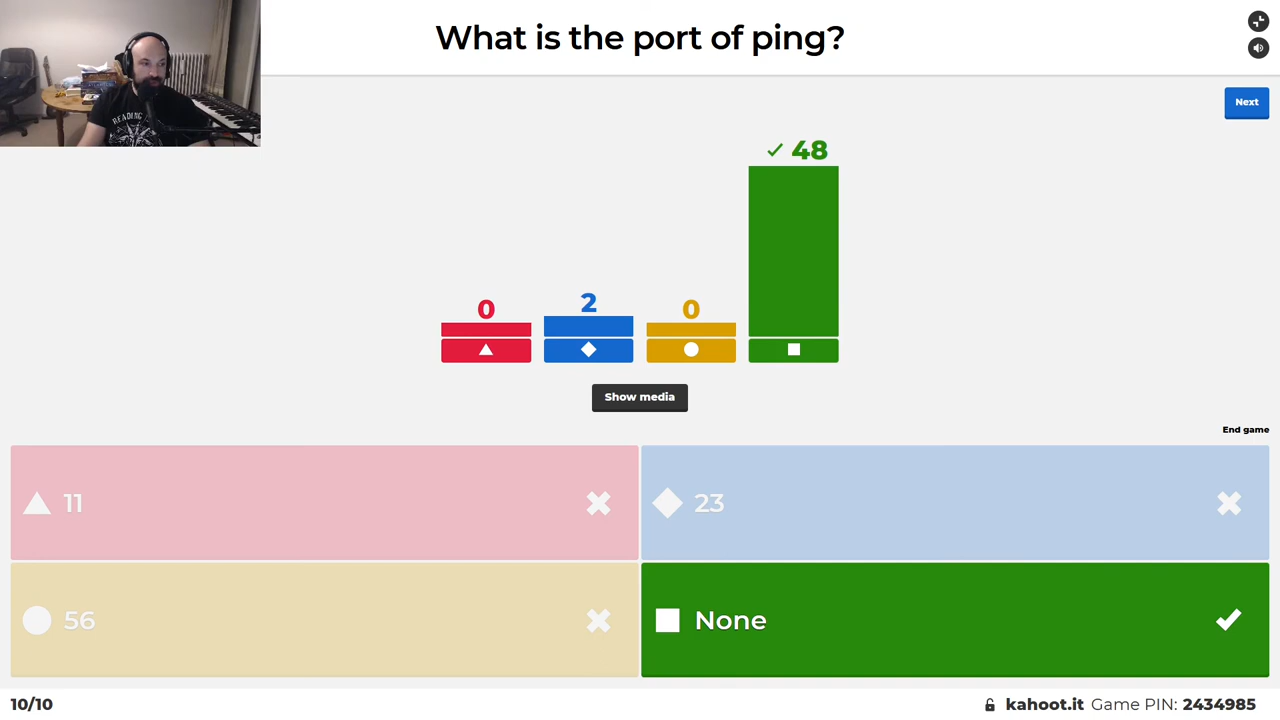 What is the port of ping?
READING
Next
48
0
2
0
Show media
End game
11
23
56
None
10/10
kahoot.it Game PIN: 2434985